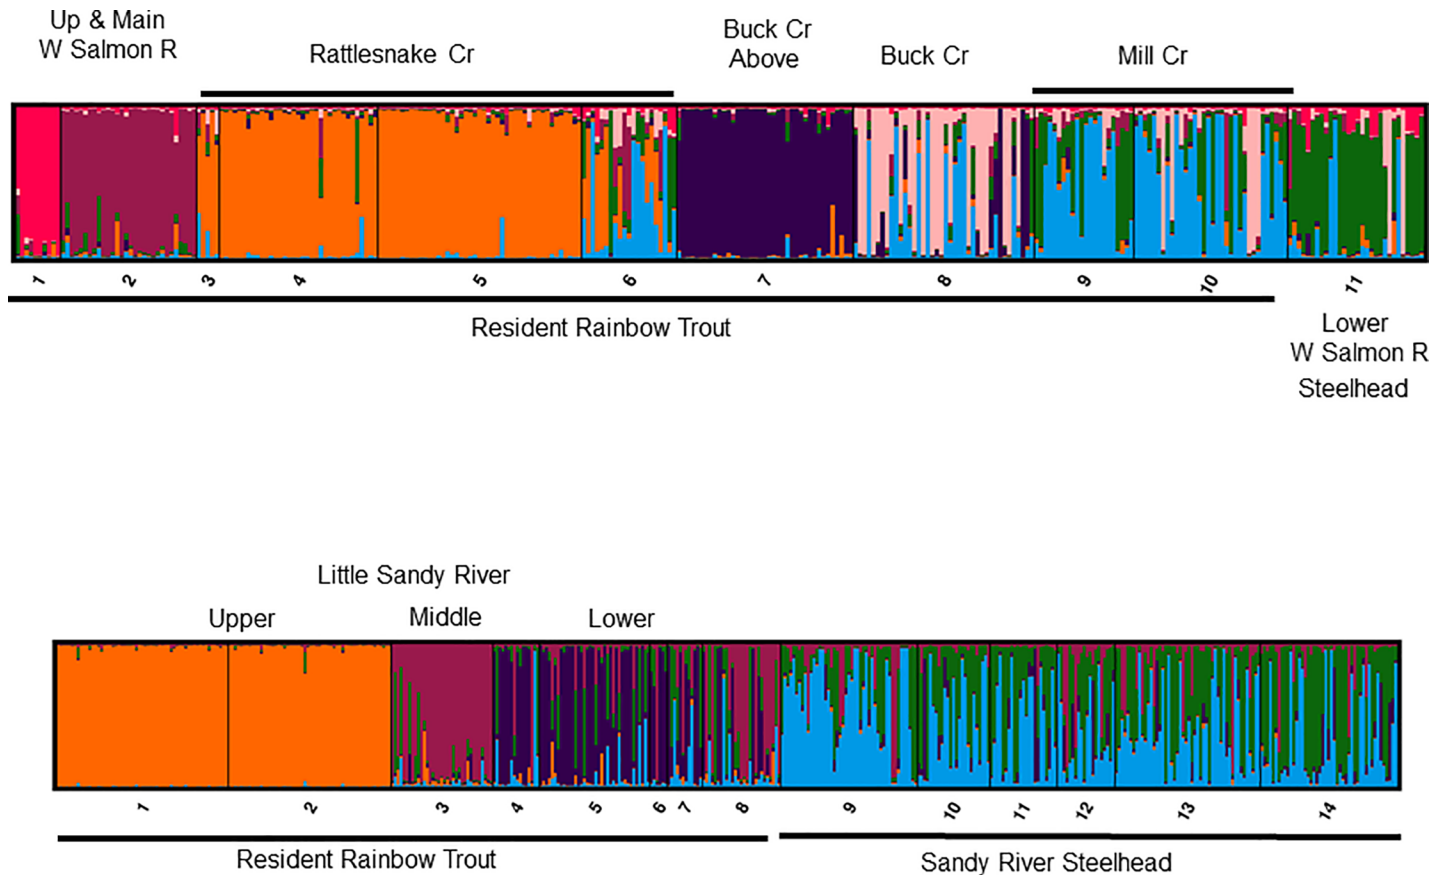 Up & Main
W Salmon R
Rattlesnake Cr
Buck Cr
Above
Buck Cr
Mill Cr
1 2 3 4 5 6 7 8 9 10 11
Resident Rainbow Trout
Lower
W Salmon R
Steelhead
Little Sandy River
Upper Middle Lower
1 2 3 4 5 6 7 8 9 10 11 12 13 14
Resident Rainbow Trout
Sandy River Steelhead